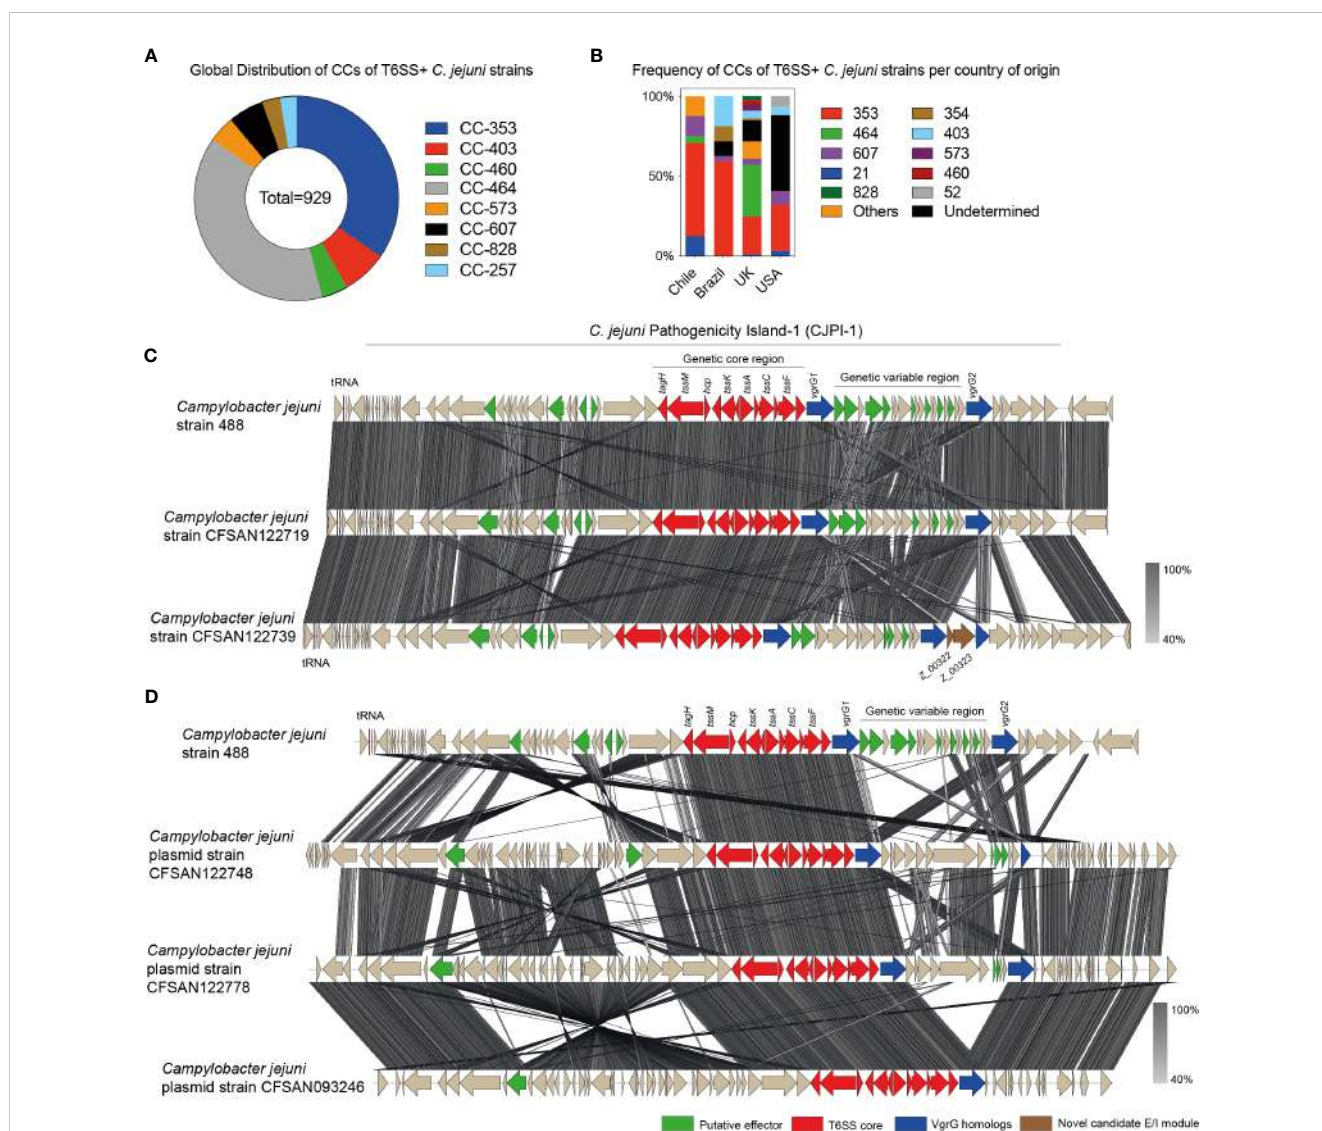 A
Global Distribution of CCs of T6SS+ C. jejuni strains
Total=929
CC-353
CC-403
CC-460
CC-464
CC-573
CC-607
CC-828
CC-257
B
Frequency of CCs of T6SS+ C. jejuni strains per country of origin
100%
50%
0%
Chile
Brazil
UK
USA
353
464
607
21
828
Others
354
403
573
460
52
Undetermined
C. jejuni Pathogenicity Island-1 (CJPI-1)
C
Genetic core region
tRNA
tagH
tssM
hcp
tssK
tssA
tssC
tssF
vgrG1
Genetic variable region
vgrG2
Campylobacter jejuni
strain 488
Campylobacter jejuni
strain CFSAN122719
Campylobacter jejuni
strain CFSAN122739
tRNA
Z_00322
Z_00323
100%
40%
D
tRNA
tagH
tssM
hcp
tssK
tssA
tssC
tssF
vgrG1
Genetic variable region
vgrG2
Campylobacter jejuni
strain 488
Campylobacter jejuni
plasmid strain
CFSAN122748
Campylobacter jejuni
plasmid strain
CFSAN122778
Campylobacter jejuni
plasmid strain CFSAN093246
100%
40%
Putative effector
T6SS core
VgrG homologs
Novel candidate E/I module